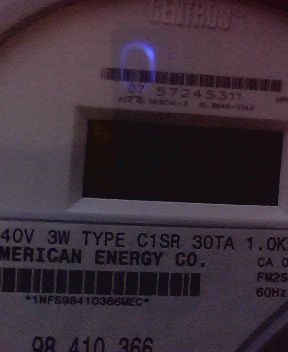 CENTRON
07 57245311
40V 3W TYPE C1SR 30TA 1.0K
MERICAN ENERGY CO.
CA 0
FM2S
60Hz
*1NFS98410366MEC*
98 410 366